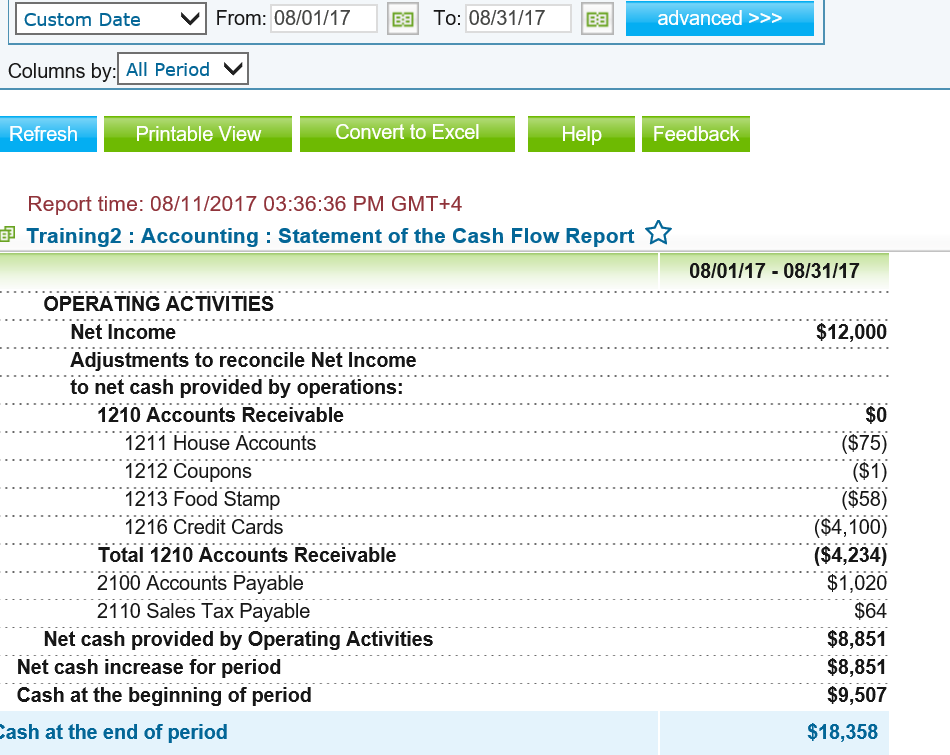 Custom Date From: 08/01/17 To: 08/31/17 advanced >>>
Columns by: All Period
Refresh Printable View Convert to Excel Help Feedback
Report time: 08/11/2017 03:36:36 PM GMT+4
Training2 : Accounting : Statement of the Cash Flow Report
08/01/17 - 08/31/17
OPERATING ACTIVITIES
Net Income $12,000
Adjustments to reconcile Net Income
to net cash provided by operations:
1210 Accounts Receivable $0
1211 House Accounts ($75)
1212 Coupons ($1)
1213 Food Stamp ($58)
1216 Credit Cards ($4,100)
Total 1210 Accounts Receivable ($4,234)
2100 Accounts Payable $1,020
2110 Sales Tax Payable $64
Net cash provided by Operating Activities $8,851
Net cash increase for period $8,851
Cash at the beginning of period $9,507
Cash at the end of period $18,358